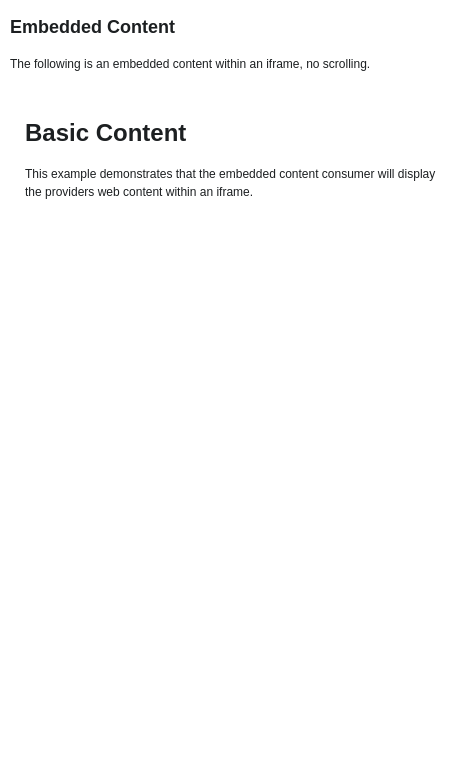 Embedded Content
The following is an embedded content within an iframe, no scrolling.
Basic Content
This example demonstrates that the embedded content consumer will display
the providers web content within an iframe.